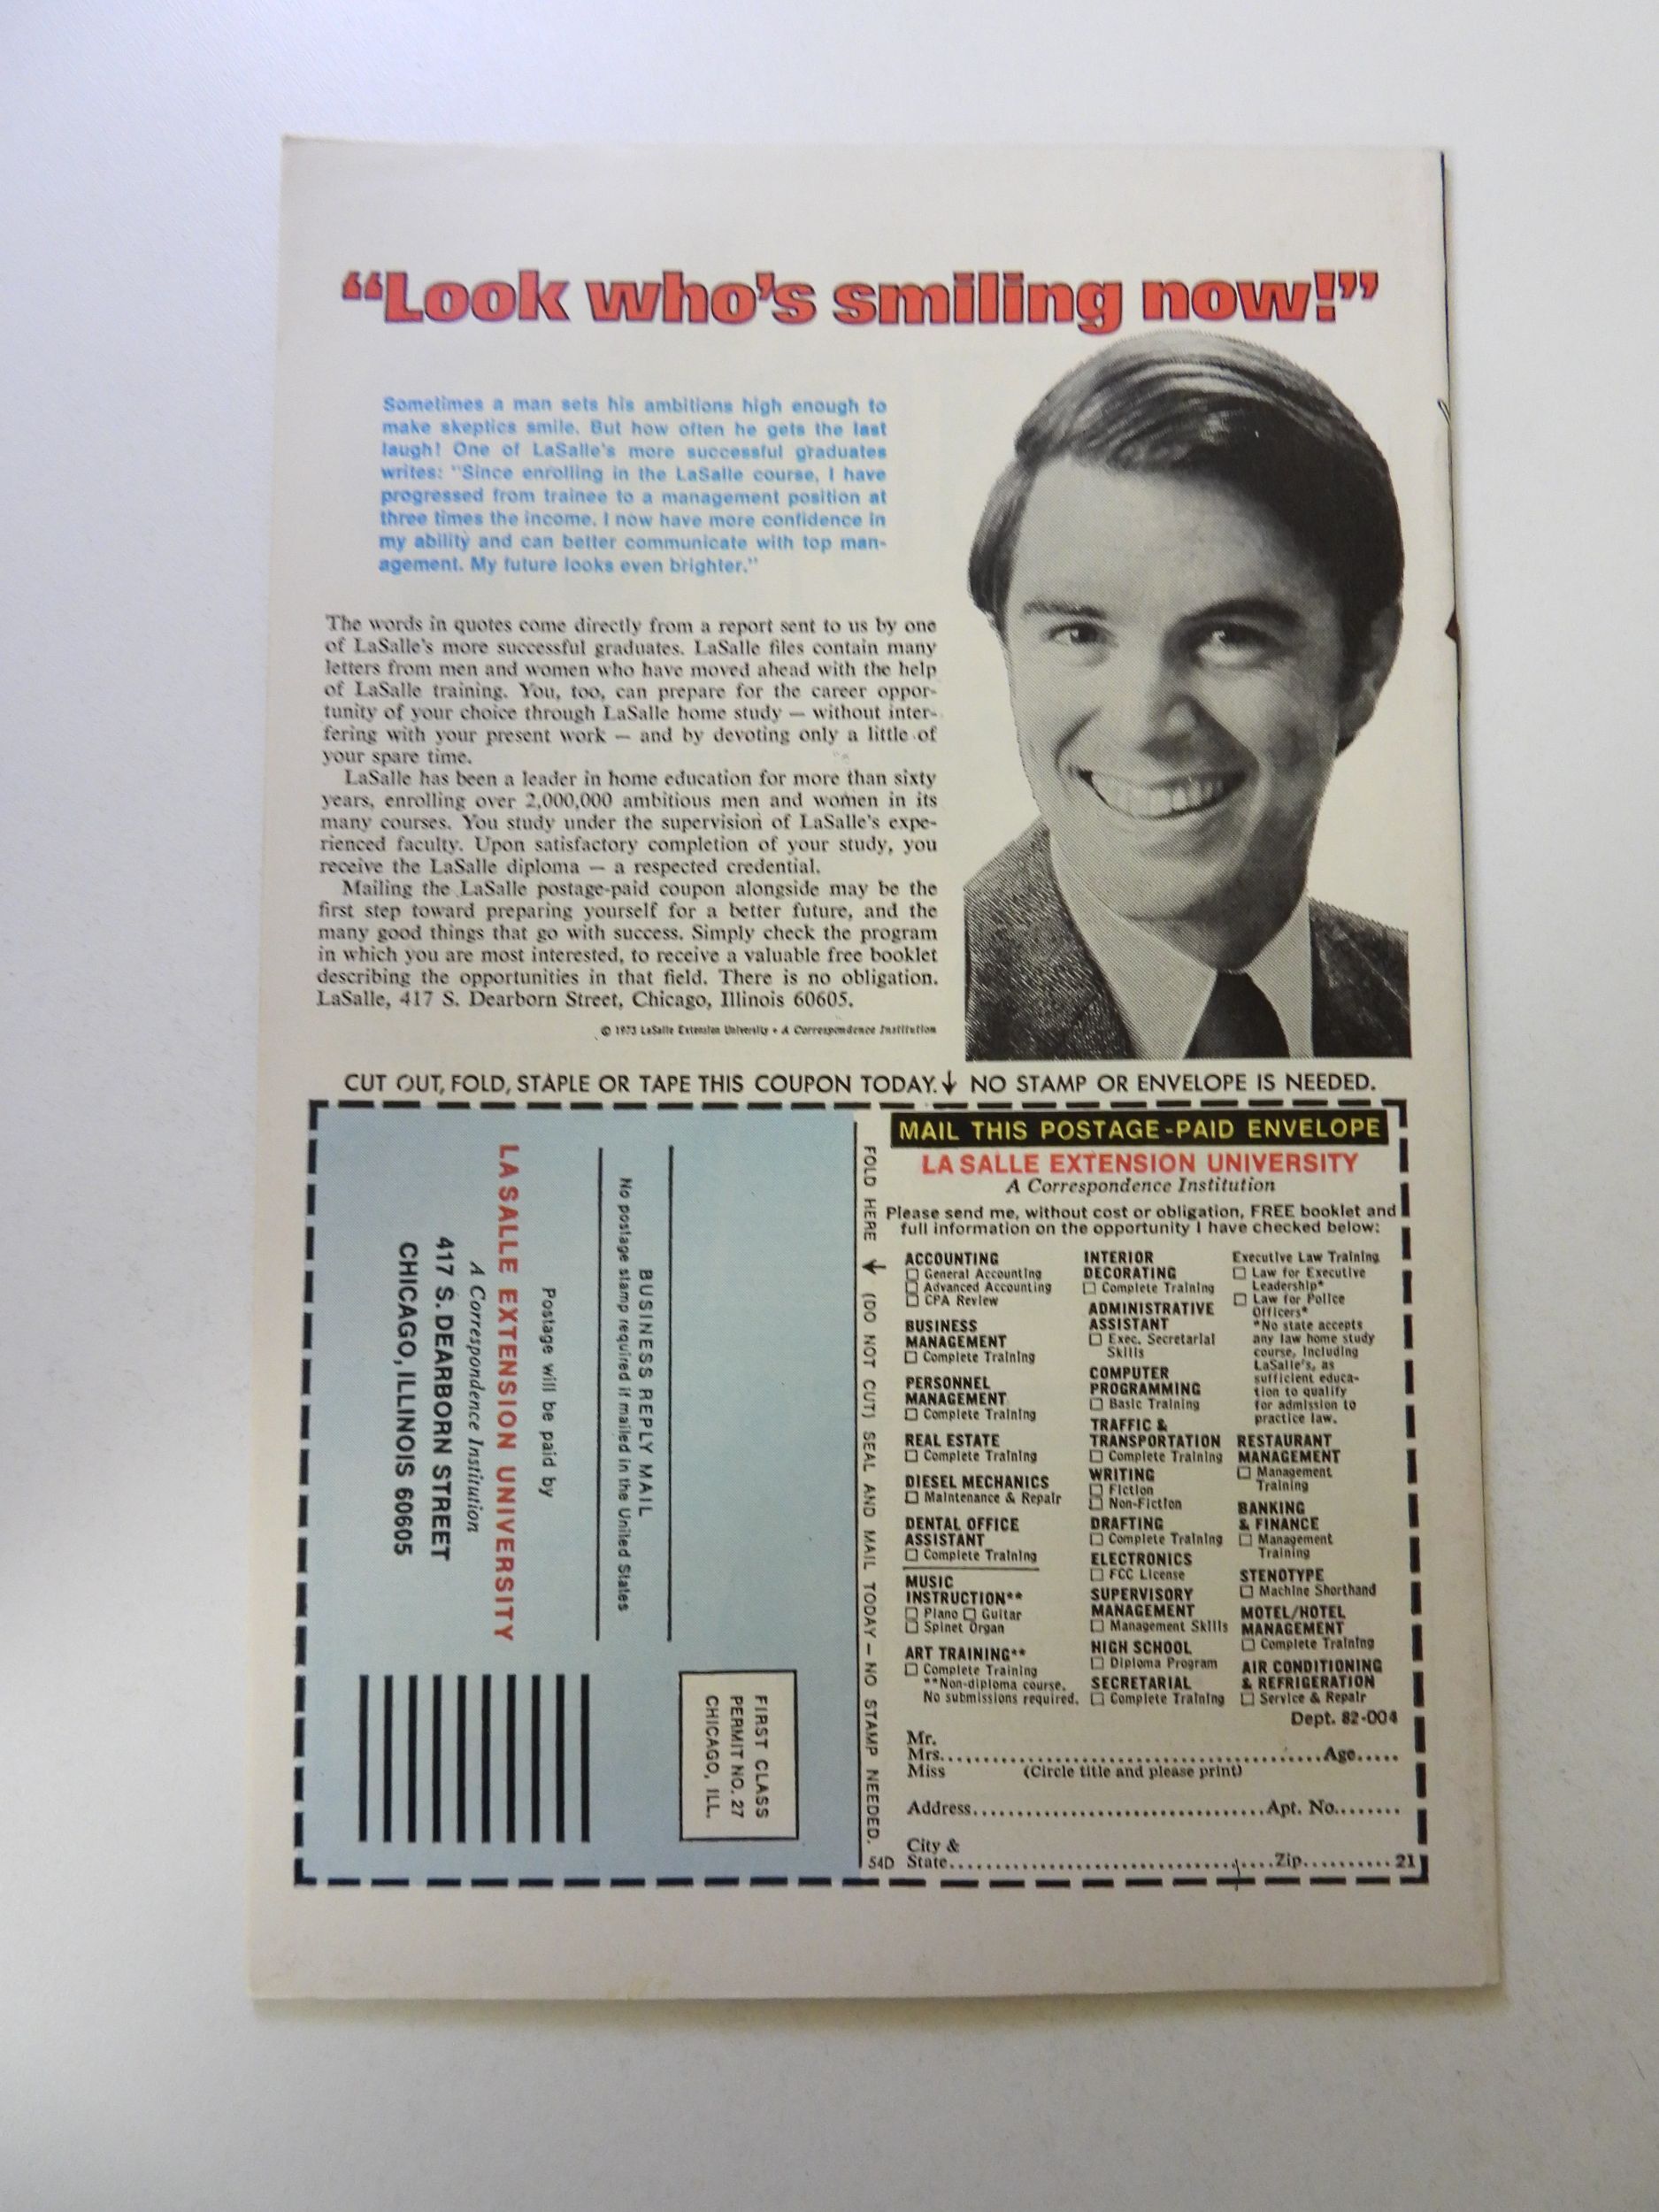 “Look who’s smiling now!”
Sometimes a man sets his ambitions high enough to
make skeptics smile. But how often he gets the last
laugh! One of LaSalle's more successful graduates
writes: "Since enrolling in the LaSalle course, I have
progressed from trainee to a management position at
three times the income. I now have more confidence in
my ability and can better communicate with top man-
agement. My future looks even brighter."
The words in quotes come directly from a report sent to us by one
of LaSalle's more successful graduates. LaSalle files contain many
letters from men and women who have moved ahead with the help
of LaSalle training. You, too, can prepare for the career oppor-
tunity of your choice through LaSalle home study — without inter-
fering with your present work — and by devoting only a little of
your spare time.
LaSalle has been a leader in home education for more than sixty
years, enrolling over 2,000,000 ambitious men and women in its
many courses. You study under the supervision of LaSalle's expe-
rienced faculty. Upon satisfactory completion of your study, you
receive the LaSalle diploma — a respected credential.
Mailing the LaSalle postage-paid coupon alongside may be the
first step toward preparing yourself for a better future, and the
many good things that go with success. Simply check the program
in which you are most interested, to receive a valuable free booklet
describing the opportunities in that field. There is no obligation.
LaSalle, 417 S. Dearborn Street, Chicago, Illinois 60605.
© 1973 LaSalle Extension University • A Correspondence Institution
CUT OUT, FOLD, STAPLE OR TAPE THIS COUPON TODAY. NO STAMP OR ENVELOPE IS NEEDED.
FIRST CLASS
PERMIT NO. 27
CHICAGO, ILL.
BUSINESS REPLY MAIL
No postage stamp required if mailed in the United States
Postage will be paid by
LA SALLE EXTENSION UNIVERSITY
A Correspondence Institution
417 S. DEARBORN STREET
CHICAGO, ILLINOIS 60605
FOLD HERE (DO NOT CUT) SEAL AND MAIL TODAY — NO STAMP NEEDED.
MAIL THIS POSTAGE-PAID ENVELOPE
LA SALLE EXTENSION UNIVERSITY
A Correspondence Institution
Please send me, without cost or obligation, FREE booklet and
full information on the opportunity I have checked below:
ACCOUNTING
General Accounting
Advanced Accounting
CPA Review
BUSINESS
MANAGEMENT
Complete Training
PERSONNEL
MANAGEMENT
Complete Training
REAL ESTATE
Complete Training
DIESEL MECHANICS
Maintenance & Repair
DENTAL OFFICE
ASSISTANT
Complete Training
MUSIC
INSTRUCTION**
Piano Guitar
Spinet Organ
ART TRAINING**
Complete Training
**Non-diploma course.
No submissions required.
INTERIOR
DECORATING
Complete Training
ADMINISTRATIVE
ASSISTANT
Exec. Secretarial
Skills
COMPUTER
PROGRAMMING
Basic Training
TRAFFIC &
TRANSPORTATION
Complete Training
WRITING
Fiction
Non-Fiction
DRAFTING
Complete Training
ELECTRONICS
FCC License
SUPERVISORY
MANAGEMENT
Management Skills
HIGH SCHOOL
Diploma Program
SECRETARIAL
Complete Training
Executive Law Training
Law for Executive
Leadership*
Law for Police
Officers*
*No state accepts
any law home study
course, including
LaSalle's, as
sufficient educa-
tion to qualify
for admission to
practice law.
RESTAURANT
MANAGEMENT
Management
Training
BANKING
& FINANCE
Management
Training
STENOTYPE
Machine Shorthand
MOTEL/HOTEL
MANAGEMENT
Complete Training
AIR CONDITIONING
& REFRIGERATION
Service & Repair
Dept. 82-004
Mr.
Mrs. Age
Miss (Circle title and please print)
Address Apt. No.
City &
54D State Zip 21